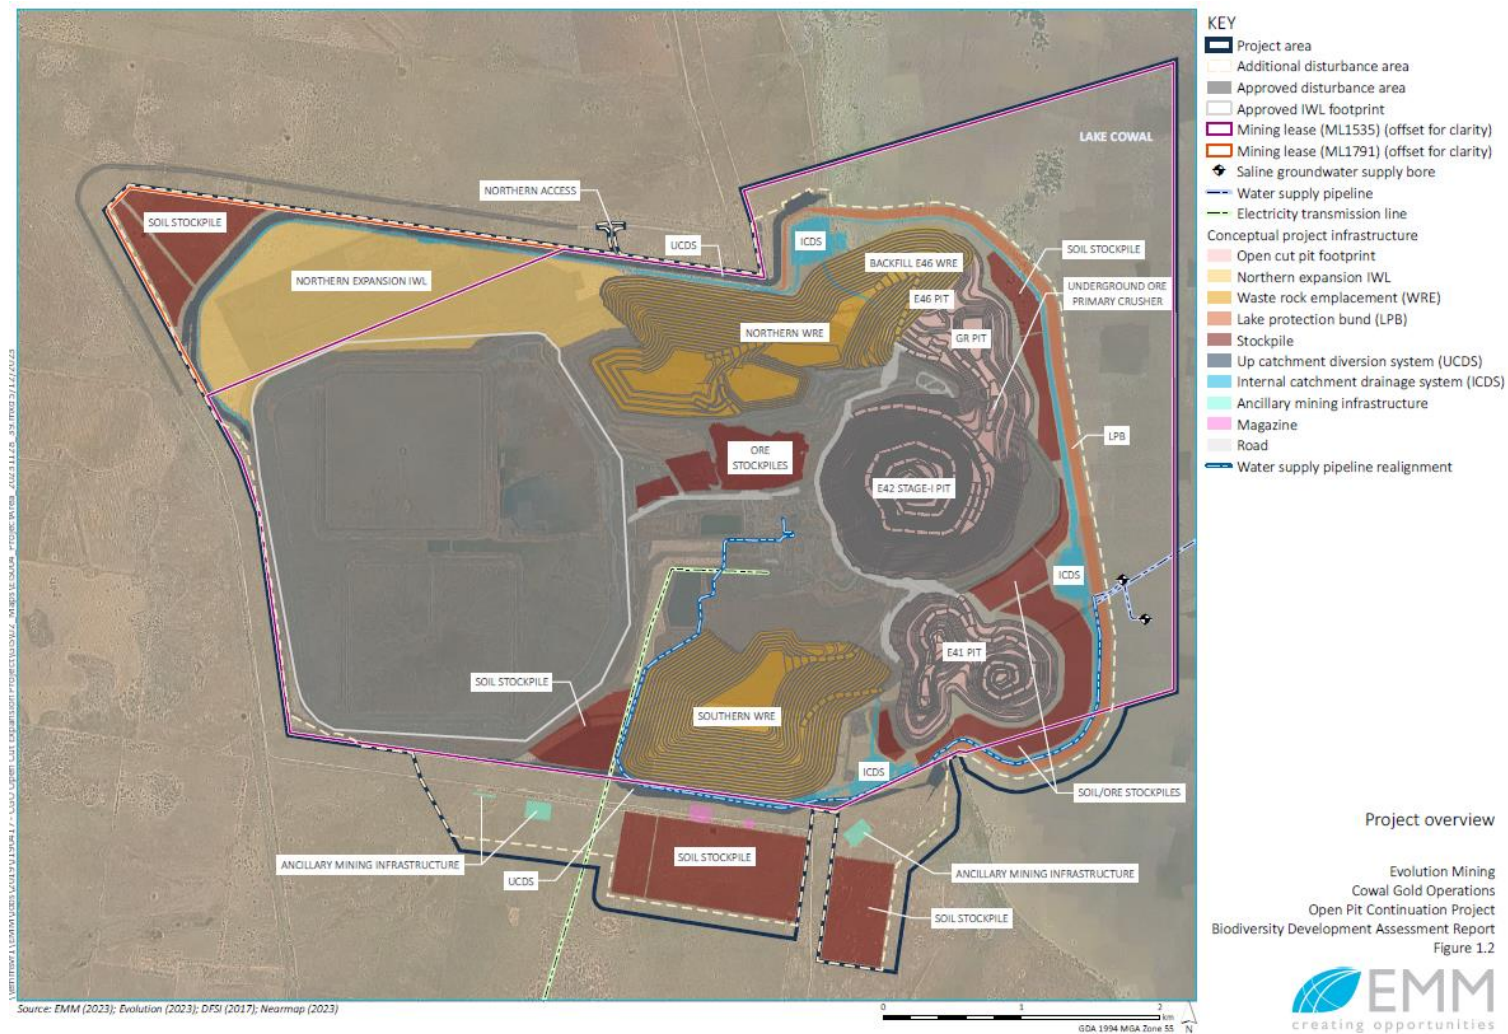 KEY
Project area
Additional disturbance area
Approved disturbance area
Approved IWL footprint
Mining lease (ML1535) (offset for clarity)
Mining lease (ML1791) (offset for clarity)
Saline groundwater supply bore
Water supply pipeline
Electricity transmission line
Conceptual project infrastructure
Open cut pit footprint
Northern expansion IWL
Waste rock emplacement (WRE)
Lake protection bund (LPB)
Stockpile
Up catchment diversion system (UCDS)
Internal catchment drainage system (ICDS)
Ancillary mining infrastructure
Magazine
Road
Water supply pipeline realignment
LAKE COWAL
NORTHERN ACCESS
SOIL STOCKPILE
UCDS
ICDS
SOIL STOCKPILE
BACKFILL E46 WRE
NORTHERN EXPANSION IWL
UNDERGROUND ORE
PRIMARY CRUSHER
E46 PIT
NORTHERN WRE
GR PIT
LPB
ORE
STOCKPILES
E42 STAGE-I PIT
ICDS
E41 PIT
SOIL STOCKPILE
SOUTHERN WRE
ICDS
SOIL/ORE STOCKPILES
SOIL STOCKPILE
ANCILLARY MINING INFRASTRUCTURE
ANCILLARY MINING INFRASTRUCTURE
UCDS
SOIL STOCKPILE
Project overview
Evolution Mining
Cowal Gold Operations
Open Pit Continuation Project
Biodiversity Development Assessment Report
Figure 1.2
EMM
creating opportunities
Source: EMM (2023); Evolution (2023); DFSI (2017); Nearmap (2023)
0 1 2
km
GDA 1994 MGA Zone 55
N